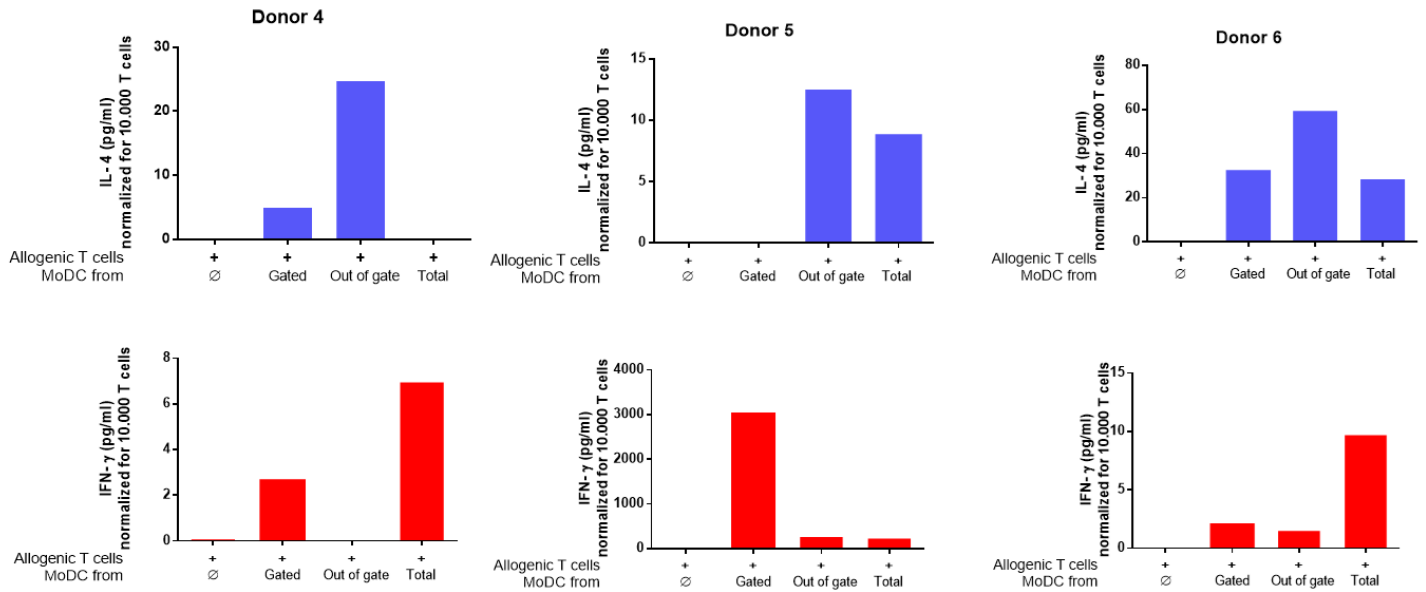 Donor 4
IL- 4 (pg/ml)
normalized for 10.000 T cells
30
20
10
0
Allogenic T cells + + + +
MoDC from ∅ Gated Out of gate Total
Donor 5
IL- 4 (pg/ml)
normalized for 10.000 T cells
15
10
5
0
Allogenic T cells + + + +
MoDC from ∅ Gated Out of gate Total
Donor 6
IL- 4 (pg/ml)
normalized for 10.000 T cells
80
60
40
20
0
Allogenic T cells + + + +
MoDC from ∅ Gated Out of gate Total
IFN- γ (pg/ml)
normalized for 10.000 T cells
8
6
4
2
0
Allogenic T cells + + + +
MoDC from ∅ Gated Out of gate Total
IFN- γ (pg/ml)
normalized for 10.000 T cells
4000
3000
2000
1000
0
Allogenic T cells + + + +
MoDC from ∅ Gated Out of gate Total
IFN- γ (pg/ml)
normalized for 10.000 T cells
15
10
5
0
Allogenic T cells + + + +
MoDC from ∅ Gated Out of gate Total